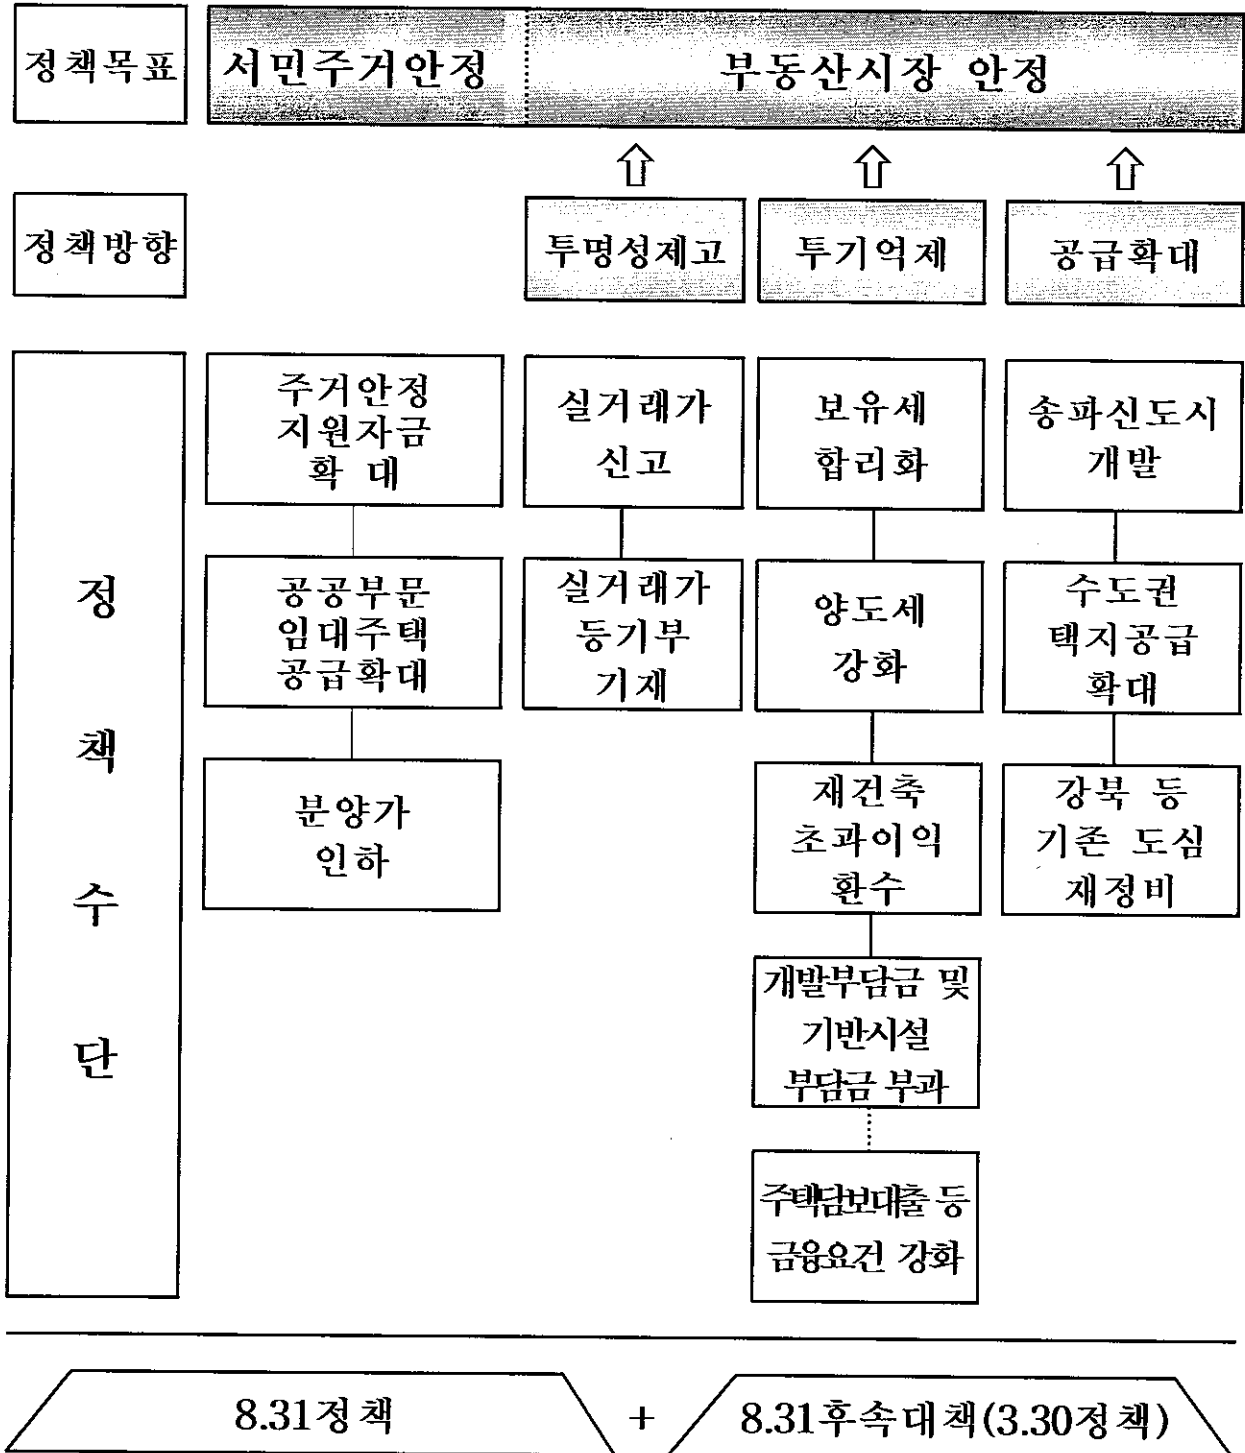 정책목표
서민주거안정
부동산시장 안정
정책방향
투명성제고
투기억제
공급확대
정
책
수
단
주거안정
지원자금
확 대
공공부문
임대주택
공급확대
분양가
인하
실거래가
신고
실거래가
등기부
기재
보유세
합리화
양도세
강화
재건축
초과이익
환수
개발부담금 및
기반시설
부담금 부과
주택담보대출 등
금융요건 강화
송파신도시
개발
수도권
택지공급
확대
강북 등
기존 도심
재정비
8.31정책
+
8.31후속대책(3.30정책)